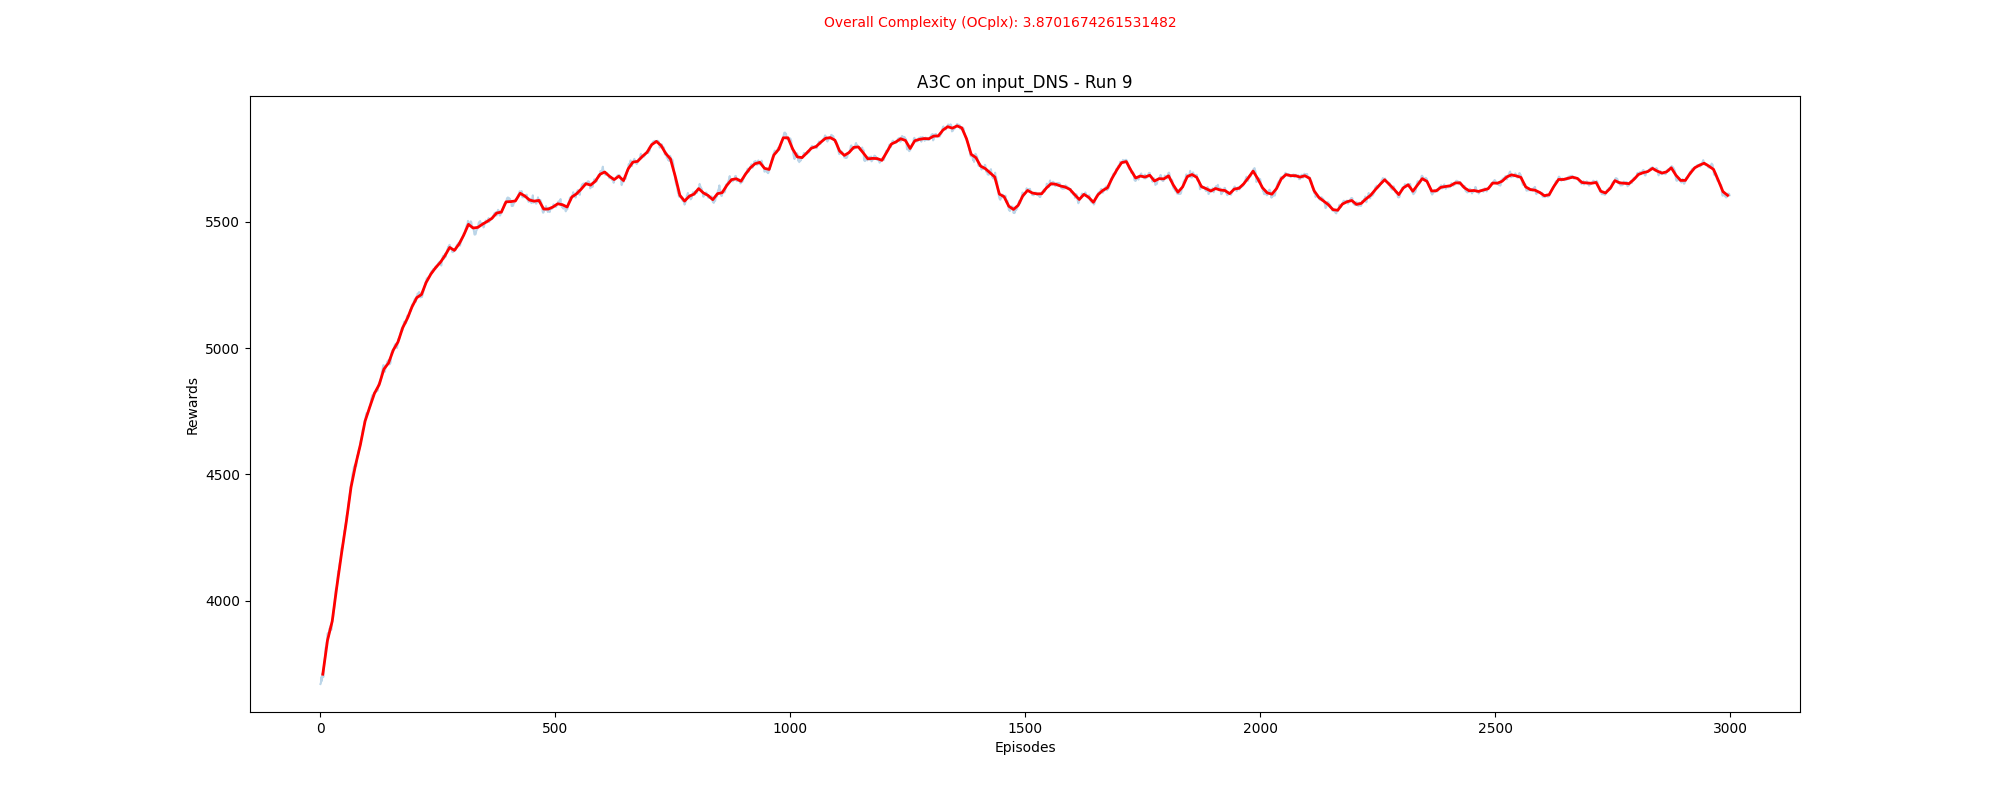 Overall Complexity (OCplx): 3.8701674261531482
A3C on input_DNS - Run 9
Rewards
5500
5000
4500
4000
0 500 1000 1500 2000 2500 3000
Episodes